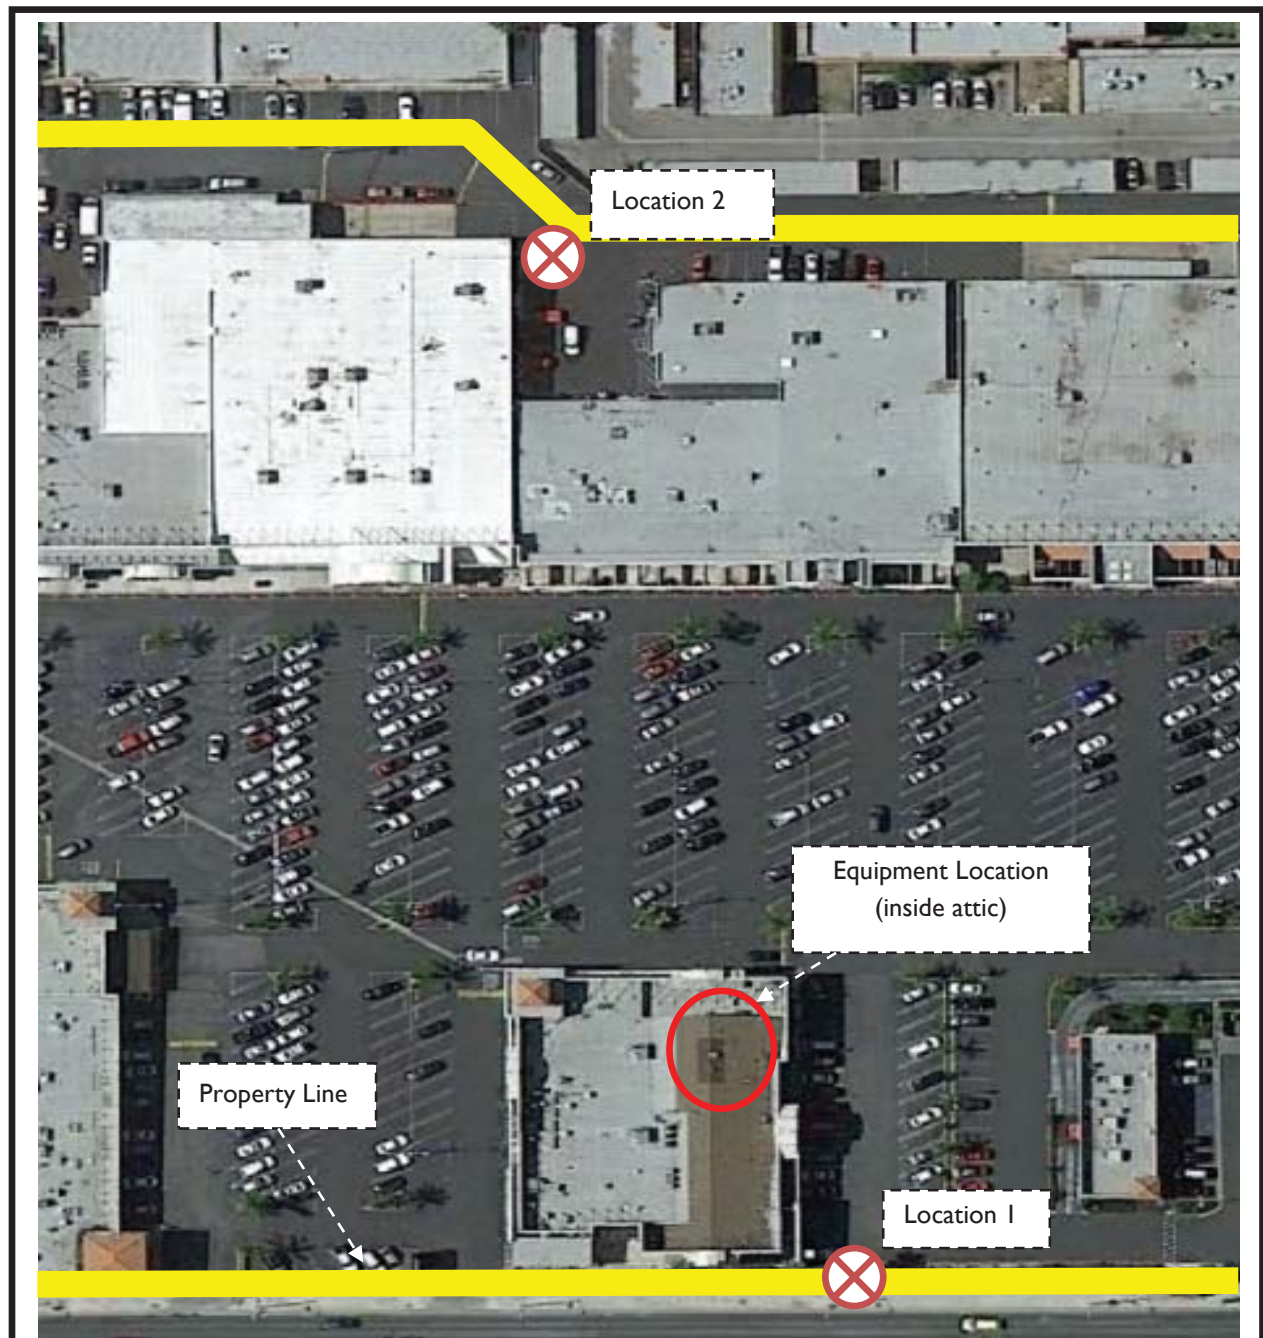 Location 2
Equipment Location
(inside attic)
Property Line
Location 1